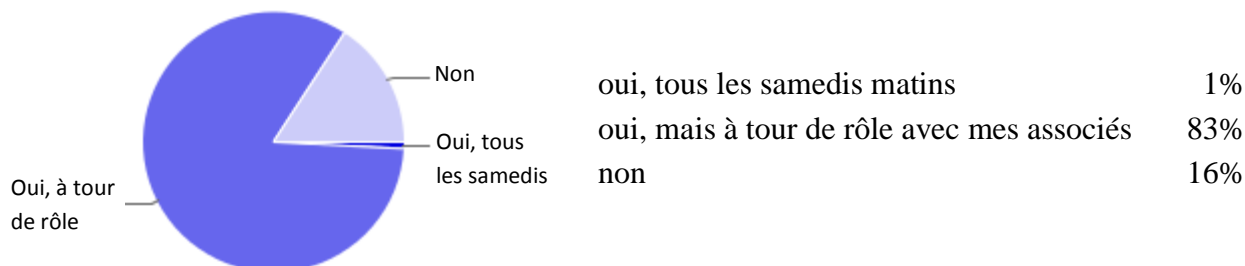 Non
Oui, tous
les samedis
Oui, à tour
de rôle
oui, tous les samedis matins 1%
oui, mais à tour de rôle avec mes associés 83%
non 16%